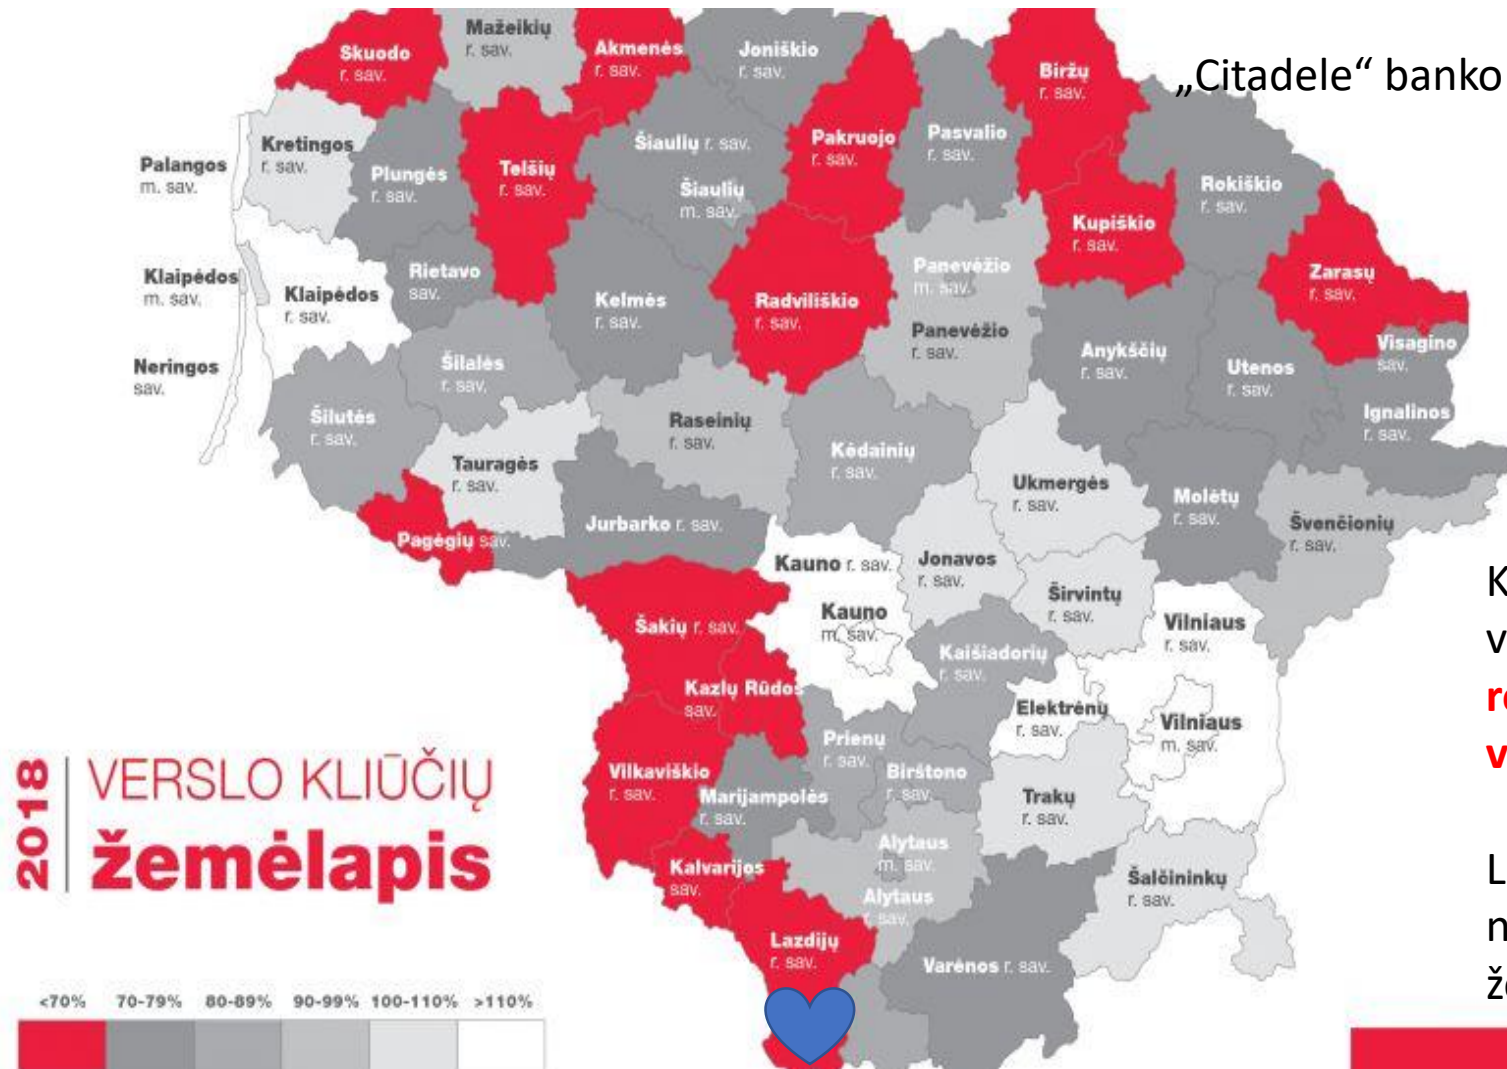 „Citadele“ banko
Skuodo
r. sav.
Mažeikių
r. sav.
Akmenės
r. sav.
Joniškio
r. sav.
Biržų
r. sav.
Palangos
m. sav.
Kretingos
r. sav.
Plungės
r. sav.
Telšių
r. sav.
Šiaulių r. sav.
Šiaulių
m. sav.
Pakruojo
r. sav.
Pasvalio
r. sav.
Rokiškio
r. sav.
Kupiškio
r. sav.
Zarasų
r. sav.
Klaipėdos
m. sav.
Klaipėdos
r. sav.
Rietavo
sav.
Kelmės
r. sav.
Radviliškio
r. sav.
Panevėžio
m. sav.
Panevėžio
r. sav.
Visagino
sav.
Neringos
sav.
Šilalės
r. sav.
Anykščių
r. sav.
Utenos
r. sav.
Ignalinos
r. sav.
Šilutės
r. sav.
Tauragės
r. sav.
Raseinių
r. sav.
Kėdainių
r. sav.
Ukmergės
r. sav.
Molėtų
r. sav.
Švenčionių
r. sav.
Pagėgių sav.
Jurbarko r. sav.
Kauno r. sav.
Kauno
m. sav.
Jonavos
r. sav.
Širvintų
r. sav.
Vilniaus
r. sav.
Šakių r. sav.
Kazlų Rūdos
sav.
Kaišiadorių
r. sav.
Elektrėnų
r. sav.
Vilniaus
m. sav.
Vilkaviškio
r. sav.
Marijampolės
r. sav.
Prienų
r. sav.
Birštono
r. sav.
Trakų
r. sav.
Kalvarijos
sav.
Alytaus
m. sav.
Alytaus
r. sav.
Šalčininkų
r. sav.
Lazdijų
r. sav.
Varėnos r. sav.
2018
VERSLO KLIŪČIŲ
žemėlapis
<70% 70-79% 80-89% 90-99% 100-110% >110%